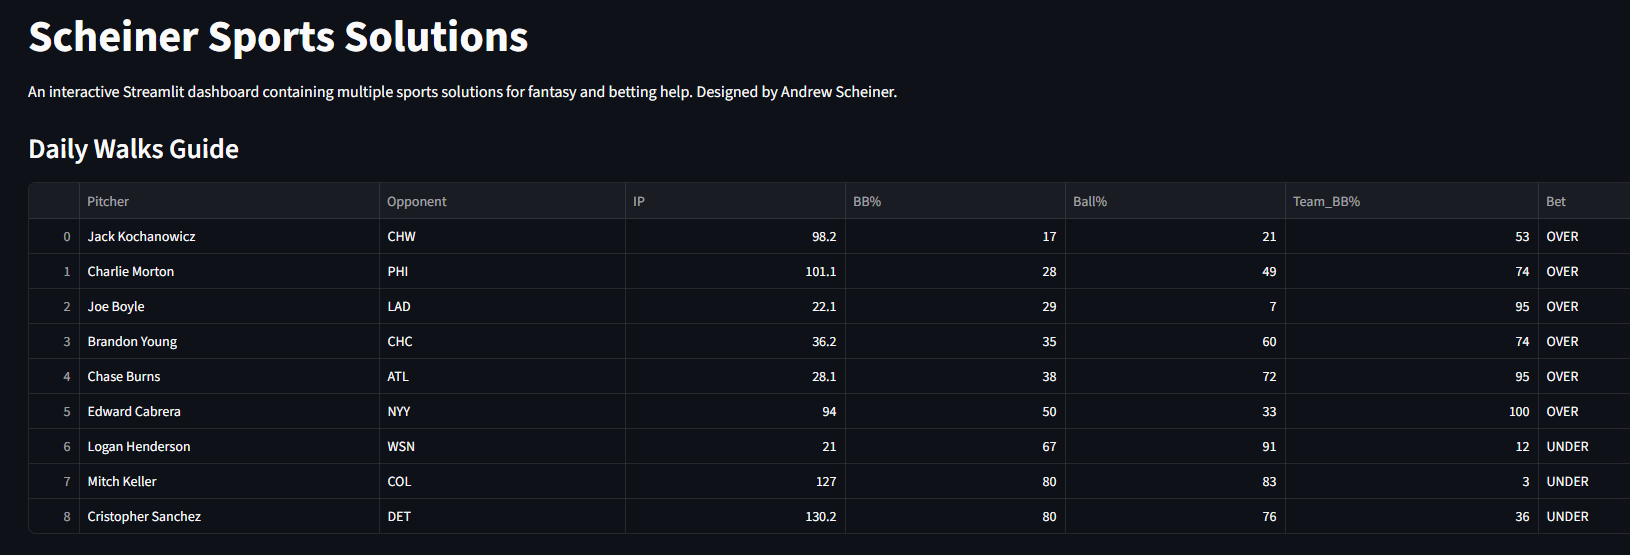 Scheiner Sports Solutions
An interactive Streamlit dashboard containing multiple sports solutions for fantasy and betting help. Designed by Andrew Scheiner.
Daily Walks Guide
Pitcher Opponent IP BB% Ball% Team_BB% Bet
0 Jack Kochanowicz CHW 98.2 17 21 53 OVER
1 Charlie Morton PHI 101.1 28 49 74 OVER
2 Joe Boyle LAD 22.1 29 7 95 OVER
3 Brandon Young CHC 36.2 35 60 74 OVER
4 Chase Burns ATL 28.1 38 72 95 OVER
5 Edward Cabrera NYY 94 50 33 100 OVER
6 Logan Henderson WSN 21 67 91 12 UNDER
7 Mitch Keller COL 127 80 83 3 UNDER
8 Cristopher Sanchez DET 130.2 80 76 36 UNDER